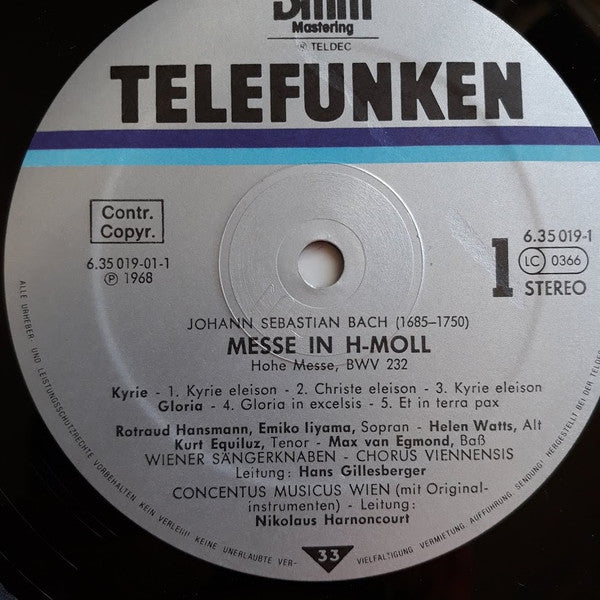 DMM
Mastering
℗ TELDEC
TELEFUNKEN
Contr.
Copyr.
6.35 019-01-1
℗ 1968
6.35 019-1
1
LC 0366
STEREO
JOHANN SEBASTIAN BACH (1685–1750)
MESSE IN H-MOLL
Hohe Messe, BWV 232
Kyrie - 1. Kyrie eleison - 2. Christe eleison - 3. Kyrie eleison
Gloria - 4. Gloria in excelsis - 5. Et in terra pax
Rotraud Hansmann, Emiko Iiyama, Sopran - Helen Watts, Alt
Kurt Equiluz, Tenor - Max van Egmond, Baß
WIENER SÄNGERKNABEN - CHORUS VIENNENSIS
Leitung: Hans Gillesberger
CONCENTUS MUSICUS WIEN (mit Original-
instrumenten) - Leitung:
Nikolaus Harnoncourt
33
ALLE URHEBER- UND LEISTUNGSSCHUTZRECHTE VORBEHALTEN KEIN VERLEIH! KEINE UNERLAUBTE VER- VIELFÄLTIGUNG, VERMIETUNG, AUFFÜHRUNG, SENDUNG! HERGESTELLT BEI DER TELDEC